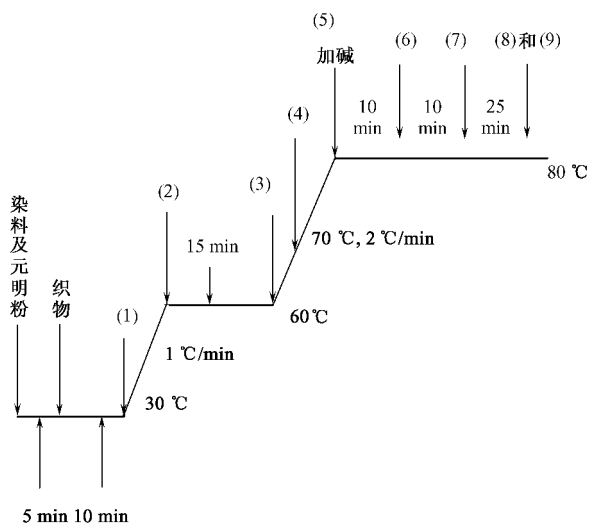 (5)
加碱
(6)
(7)
(8)和(9)
10
min
10
min
25
min
80 ℃
(4)
70 ℃, 2 ℃/min
(2)
(3)
15 min
60℃
染料及元明粉
织物
(1)
1 ℃/min
30 ℃
5 min 10 min